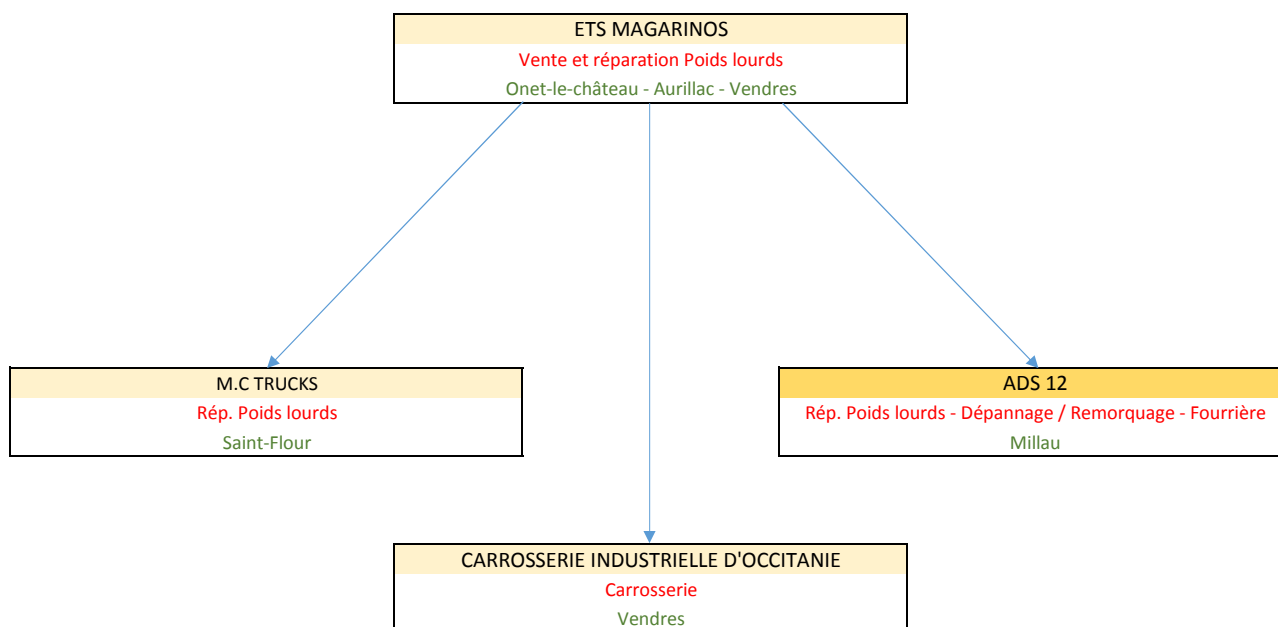 ETS MAGARINOS
Vente et réparation Poids lourds
Onet-le-château - Aurillac - Vendres
M.C TRUCKS
Rép. Poids lourds
Saint-Flour
ADS 12
Rép. Poids lourds - Dépannage / Remorquage - Fourrière
Millau
CARROSSERIE INDUSTRIELLE D'OCCITANIE
Carrosserie
Vendres